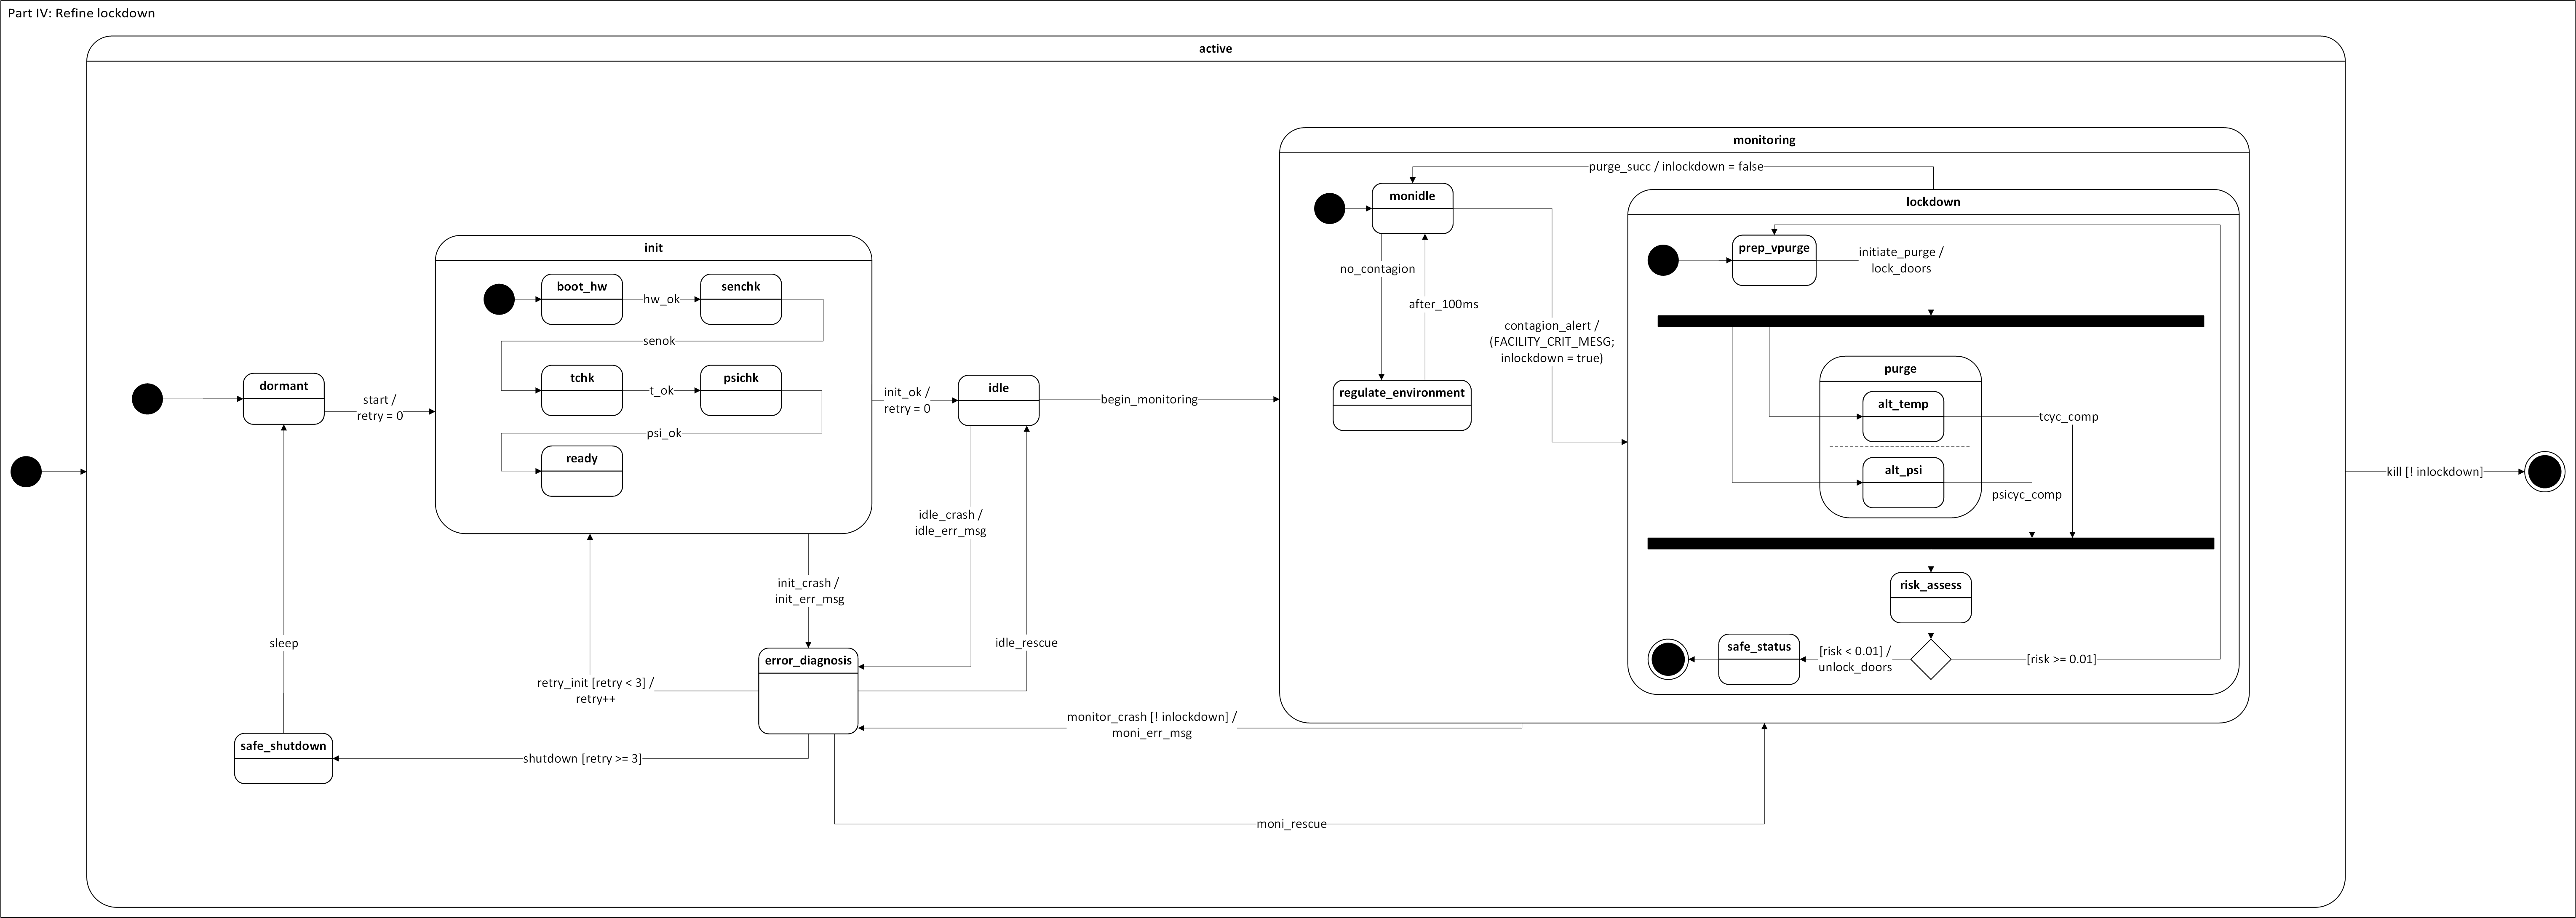 Part IV: Refine lockdown
active
monitoring
purge_succ / inlockdown = false
monidle
lockdown
no_contagion
after_100ms
regulate_environment
contagion_alert /
(FACILITY_CRIT_MESG;
inlockdown = true)
prep_vpurge
initiate_purge /
lock_doors
purge
alt_temp
tcyc_comp
alt_psi
psicyc_comp
risk_assess
safe_status
[risk < 0.01] /
unlock_doors
[risk >= 0.01]
init
boot_hw
hw_ok
senchk
senok
tchk
t_ok
psichk
psi_ok
ready
dormant
start /
retry = 0
init_ok /
retry = 0
idle
begin_monitoring
kill [! inlockdown]
idle_crash /
idle_err_msg
init_crash /
init_err_msg
idle_rescue
sleep
error_diagnosis
retry_init [retry < 3] /
retry++
monitor_crash [! inlockdown] /
moni_err_msg
safe_shutdown
shutdown [retry >= 3]
moni_rescue